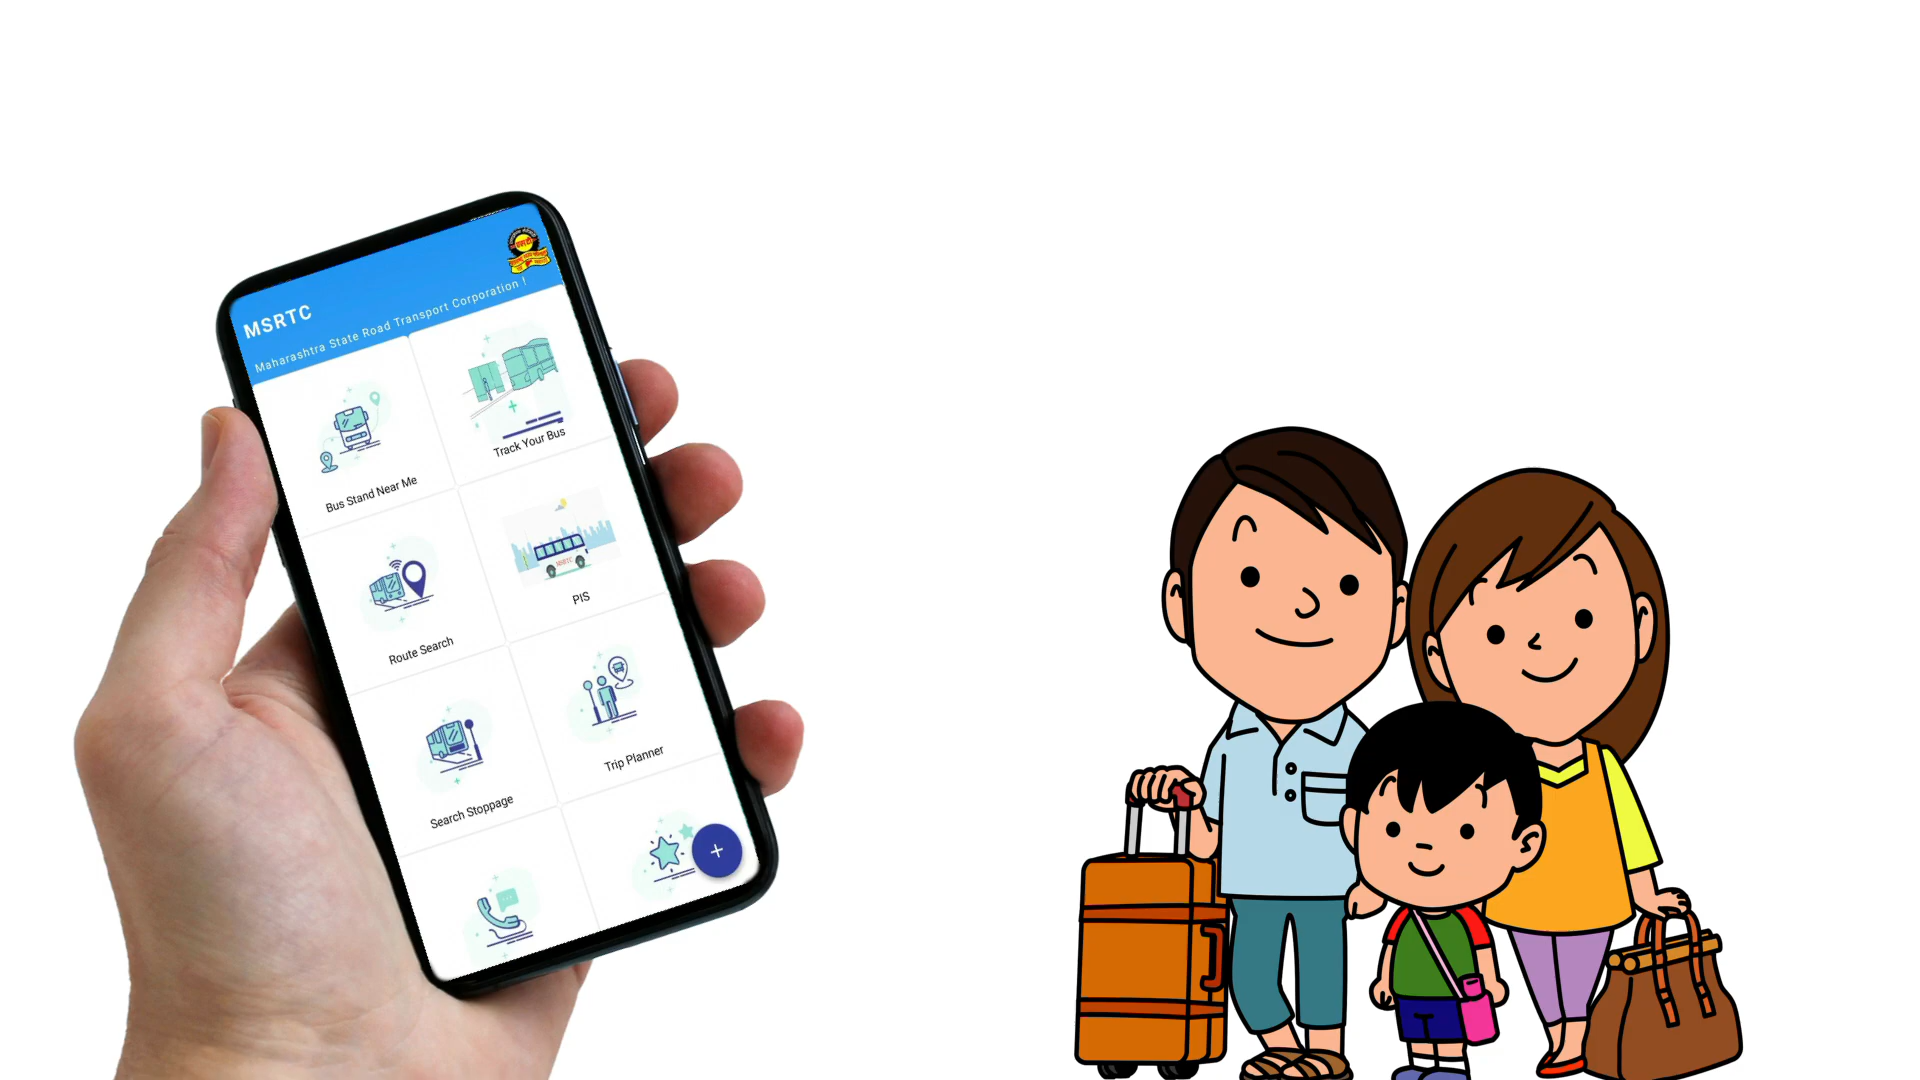 MSRTC
Maharashtra State Road Transport Corporation !
Bus Stand Near Me
Track Your Bus
Route Search
MSRTC
PIS
Search Stoppage
Trip Planner